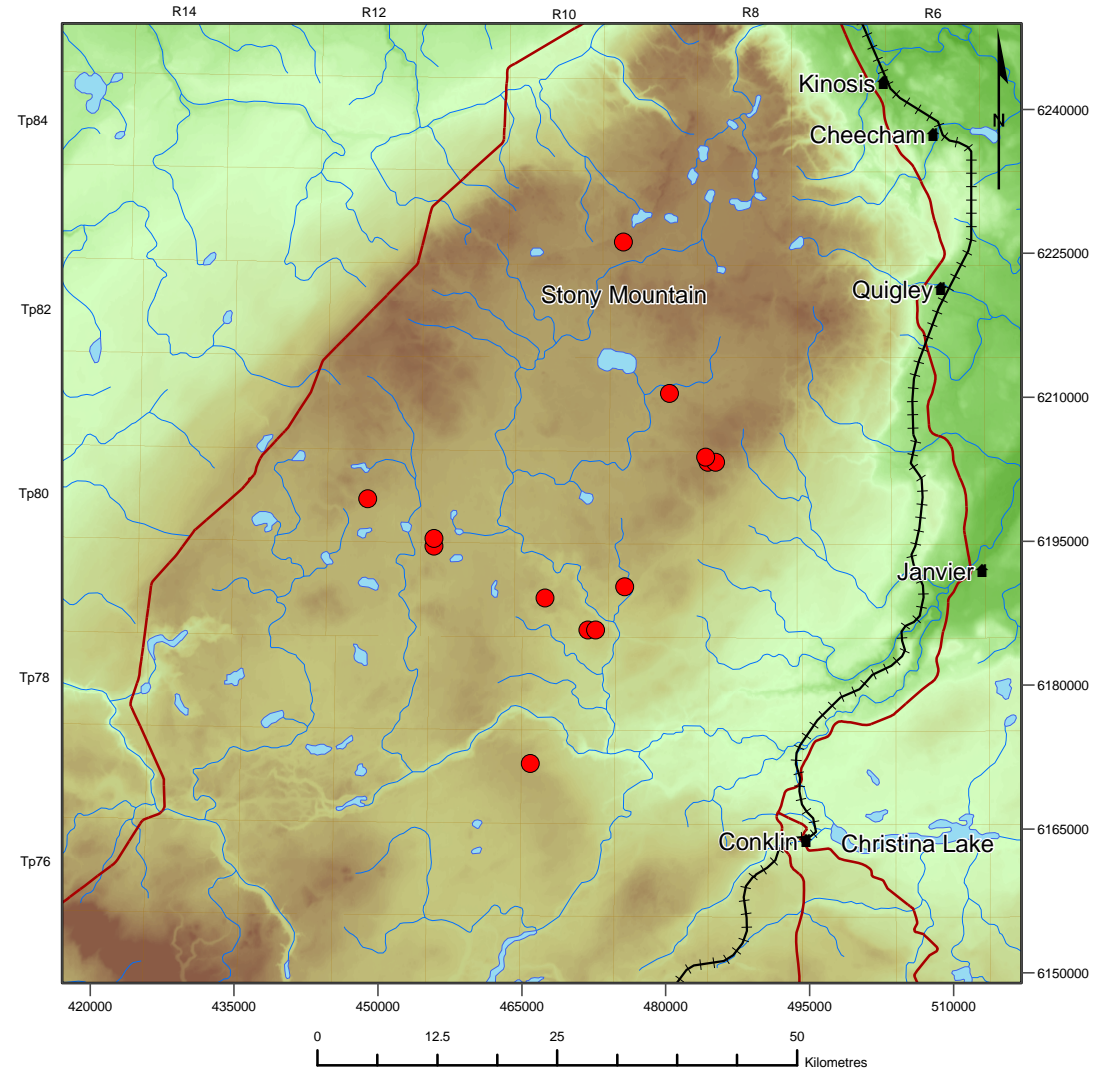 R14 R12 R10 R8 R6
Kinosis
6240000
Tp84
N
Cheecham
6225000
Quigley
Stony Mountain
Tp82
6210000
Tp80
6195000
Janvier
Tp78
6180000
6165000
Conklin
Christina Lake
Tp76
6150000
420000 435000 450000 465000 480000 495000 510000
0 12.5 25 50
Kilometres